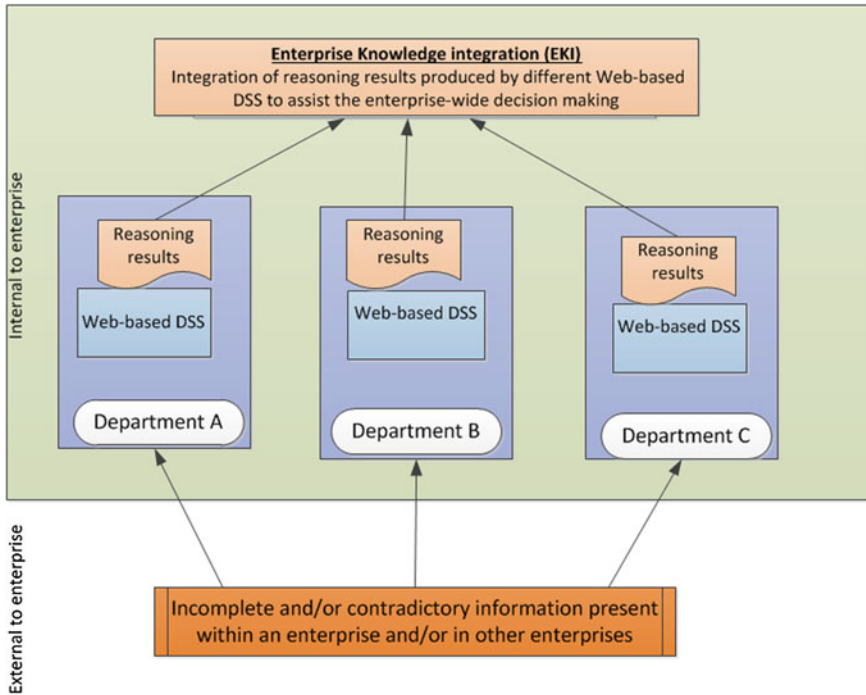 Enterprise Knowledge integration (EKI)
Integration of reasoning results produced by different Web-based
DSS to assist the enterprise-wide decision making
Internal to enterprise
Reasoning
results
Web-based DSS
Department A
Reasoning
results
Web-based DSS
Department B
Reasoning
results
Web-based DSS
Department C
External to enterprise
Incomplete and/or contradictory information present
within an enterprise and/or in other enterprises